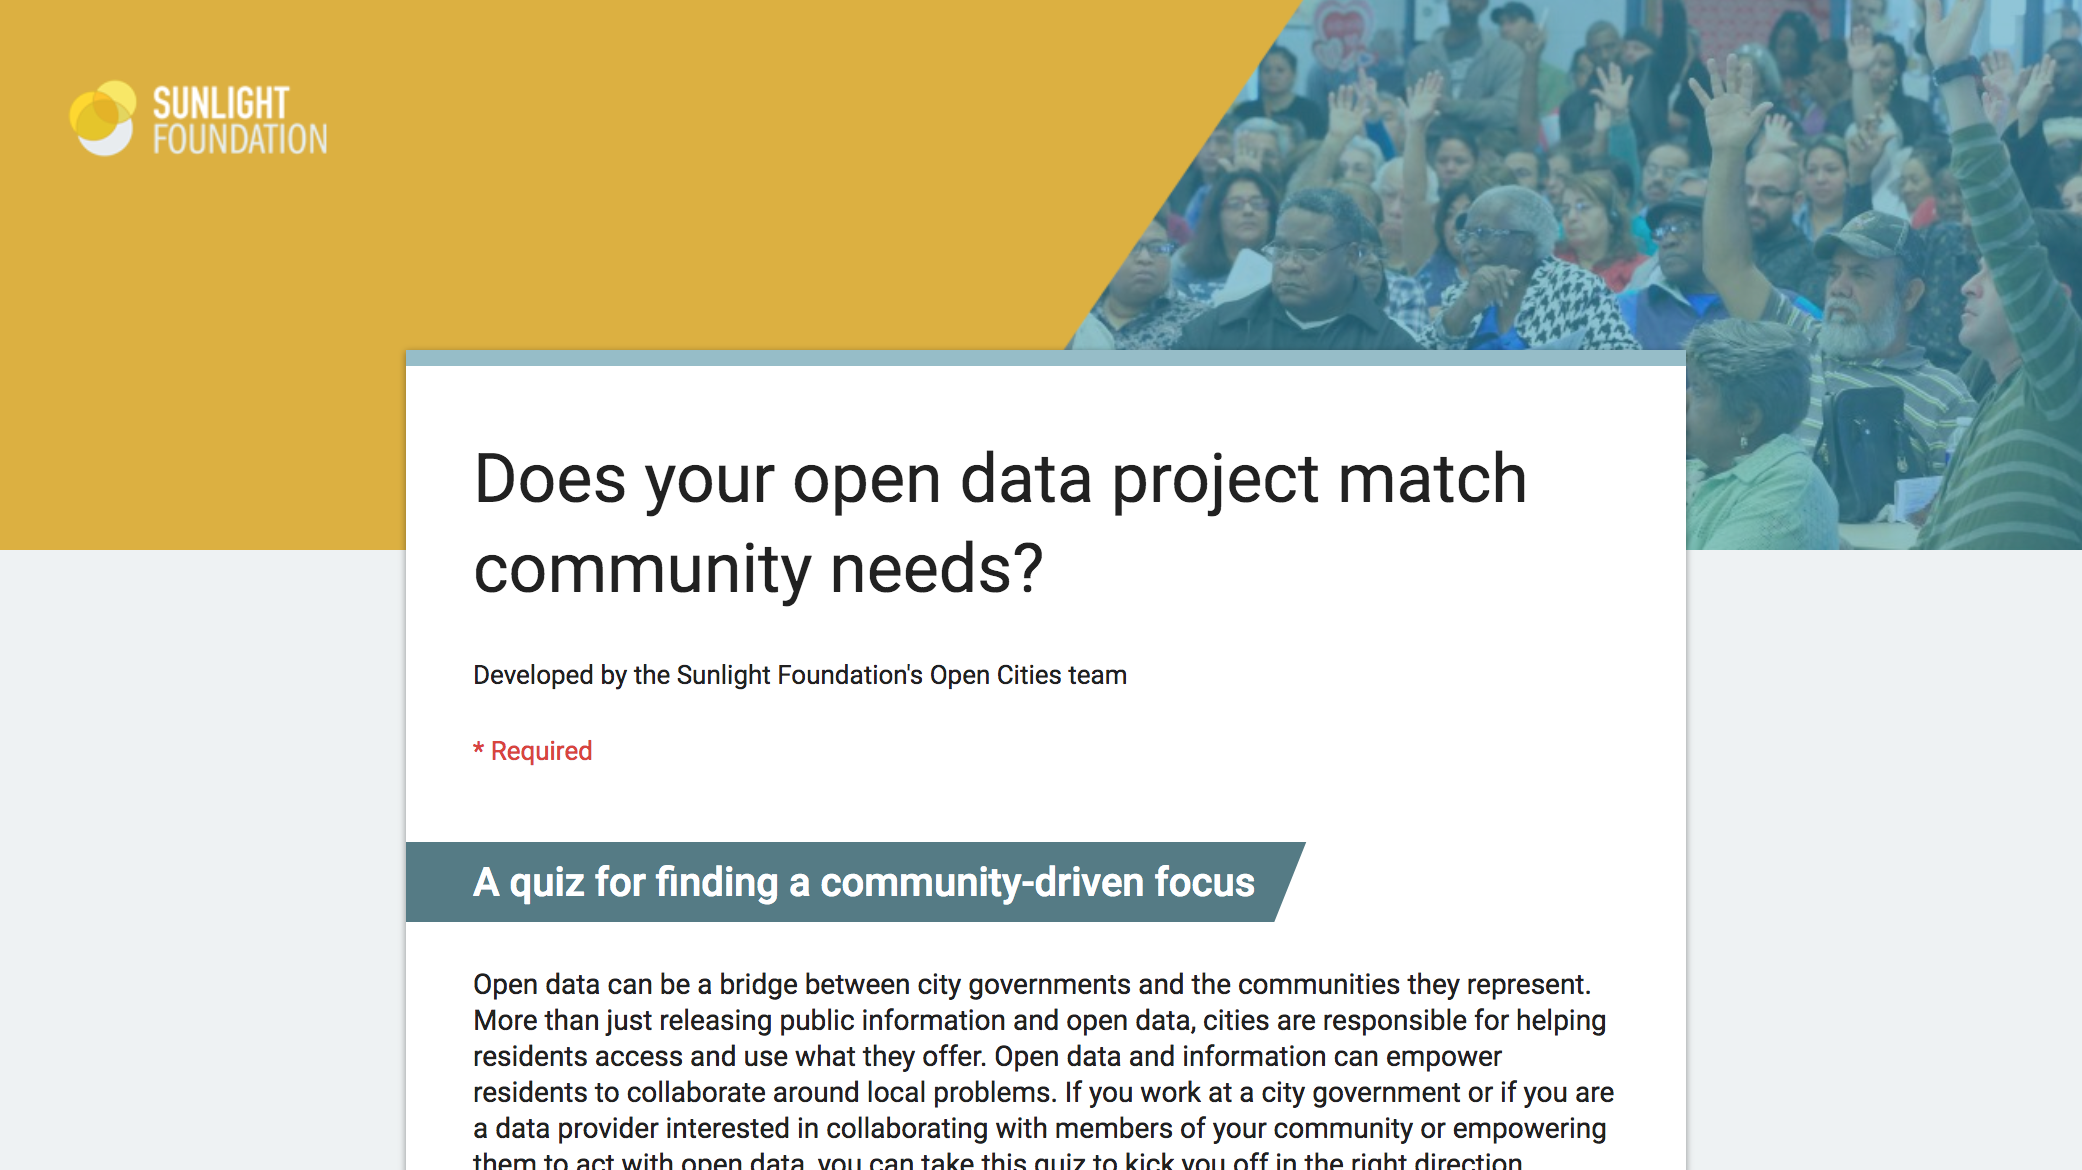 SUNLIGHT
FOUNDATION
Does your open data project match
community needs?
Developed by the Sunlight Foundation's Open Cities team
* Required
A quiz for finding a community-driven focus
Open data can be a bridge between city governments and the communities they represent.
More than just releasing public information and open data, cities are responsible for helping
residents access and use what they offer. Open data and information can empower
residents to collaborate around local problems. If you work at a city government or if you are
a data provider interested in collaborating with members of your community or empowering
them to act with open data, you can take this quiz to kick you off in the right direction.